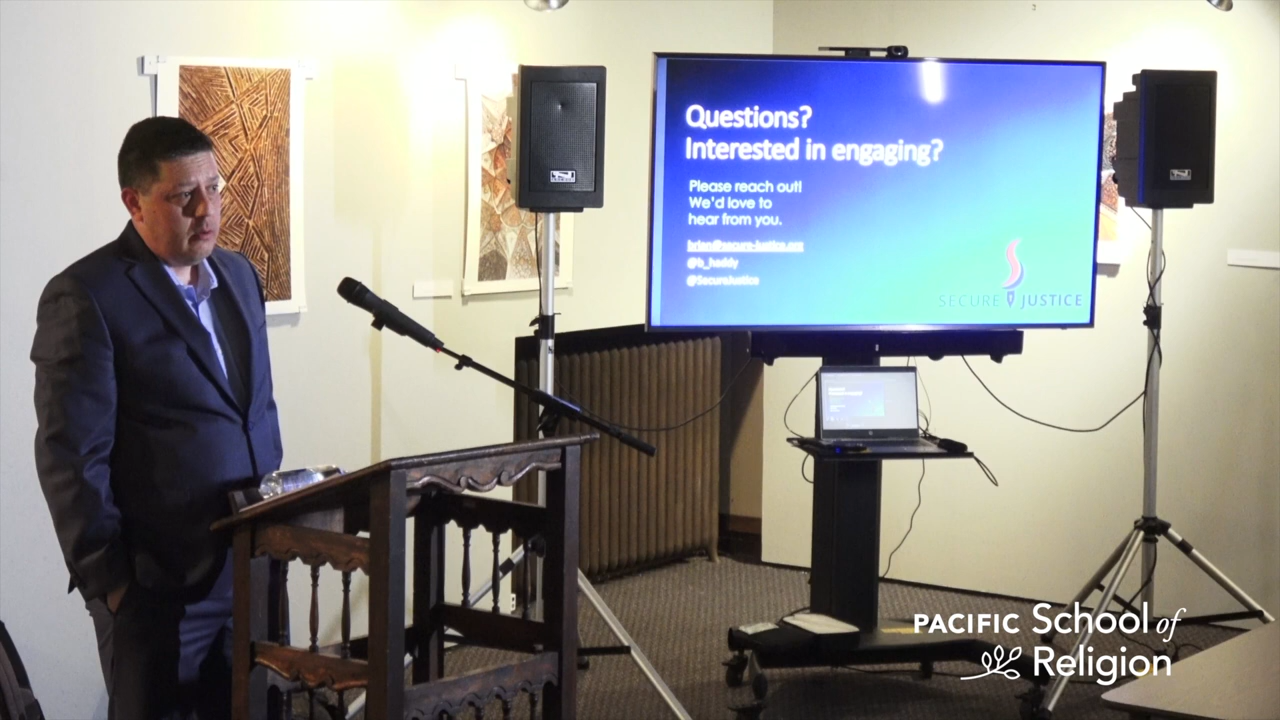 Questions?
Interested in engaging?
Please reach out!
We'd love to
hear from you.
brian@secure-justice.org
@b_haddy
@SecureJustice
SECURE JUSTICE
PACIFIC School of
Religion